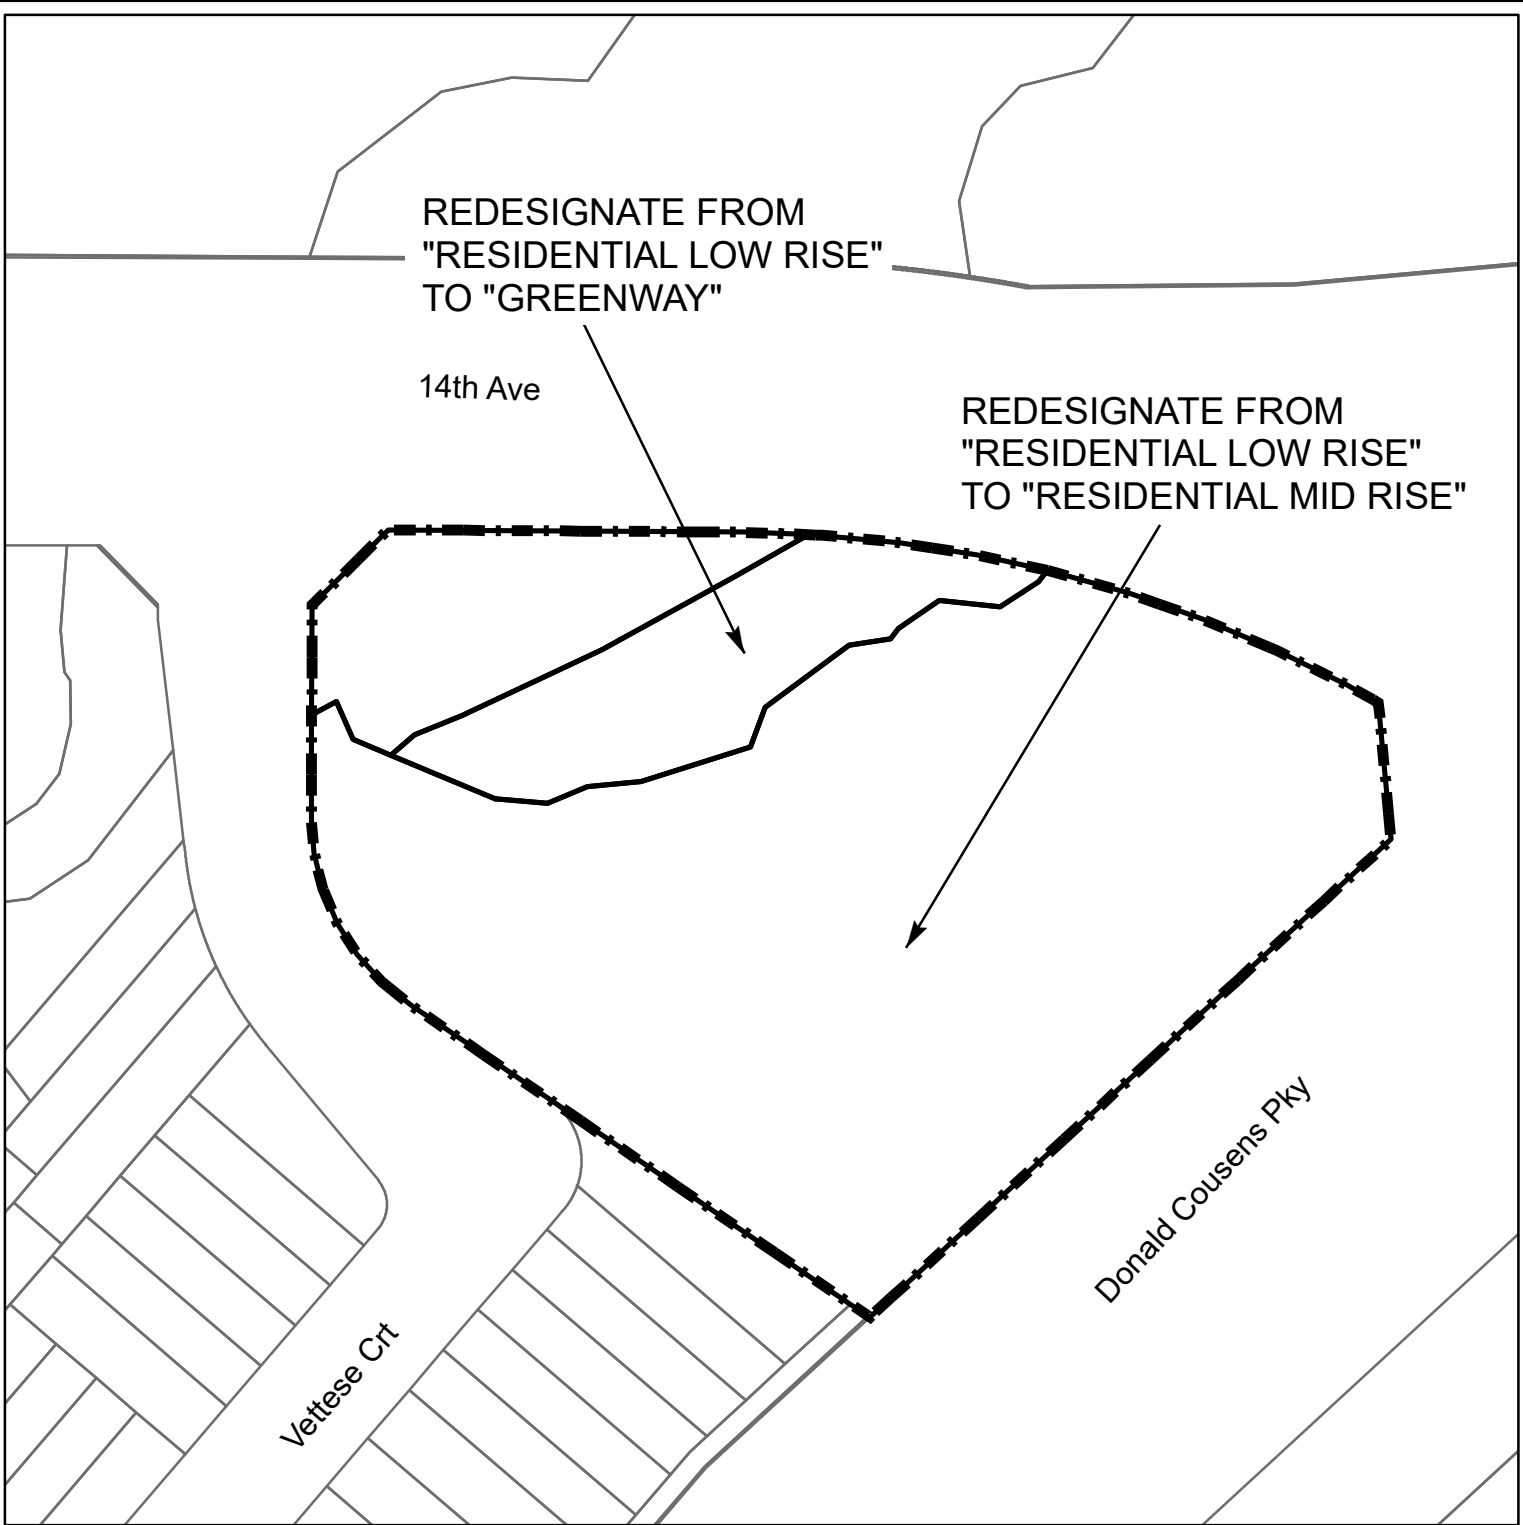 REDESIGNATE FROM
"RESIDENTIAL LOW RISE"
TO "GREENWAY"
14th Ave
REDESIGNATE FROM
"RESIDENTIAL LOW RISE"
TO "RESIDENTIAL MID RISE"
Donald Cousens Pky
Vettese Crt